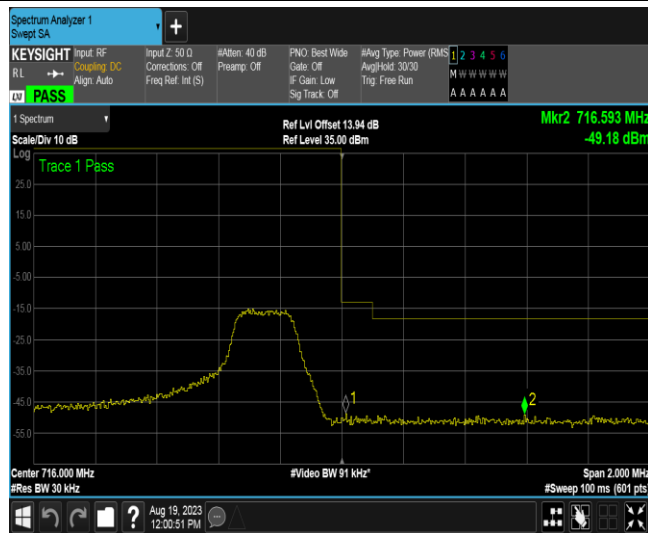 Spectrum Analyzer 1
Swept SA
+
KEYSIGHT Input: RF Input Z: 50 Ω #Atten: 40 dB PNO: Best Wide #Avg Type: Power (RMS 1 2 3 4 5 6
RL Coupling: DC Corrections: Off Preamp: Off Gate: Off Avg|Hold: 30/30 M W W W W W
Align: Auto Freq Ref: Int (S) IF Gain: Low Trig: Free Run
Sig Track: Off A A A A A A
LXI PASS
1 Spectrum Ref Lvl Offset 13.94 dB Mkr2 716.593 MHz
Scale/Div 10 dB Ref Level 35.00 dBm -49.18 dBm
Log
Trace 1 Pass
25.0
15.0
5.00
-5.00
-15.0
-25.0
-35.0
-45.0
-55.0
1
2
Center 716.000 MHz #Video BW 91 kHz* Span 2.000 MHz
#Res BW 30 kHz #Sweep 100 ms (601 pts)
? Aug 19, 2023
12:00:51 PM